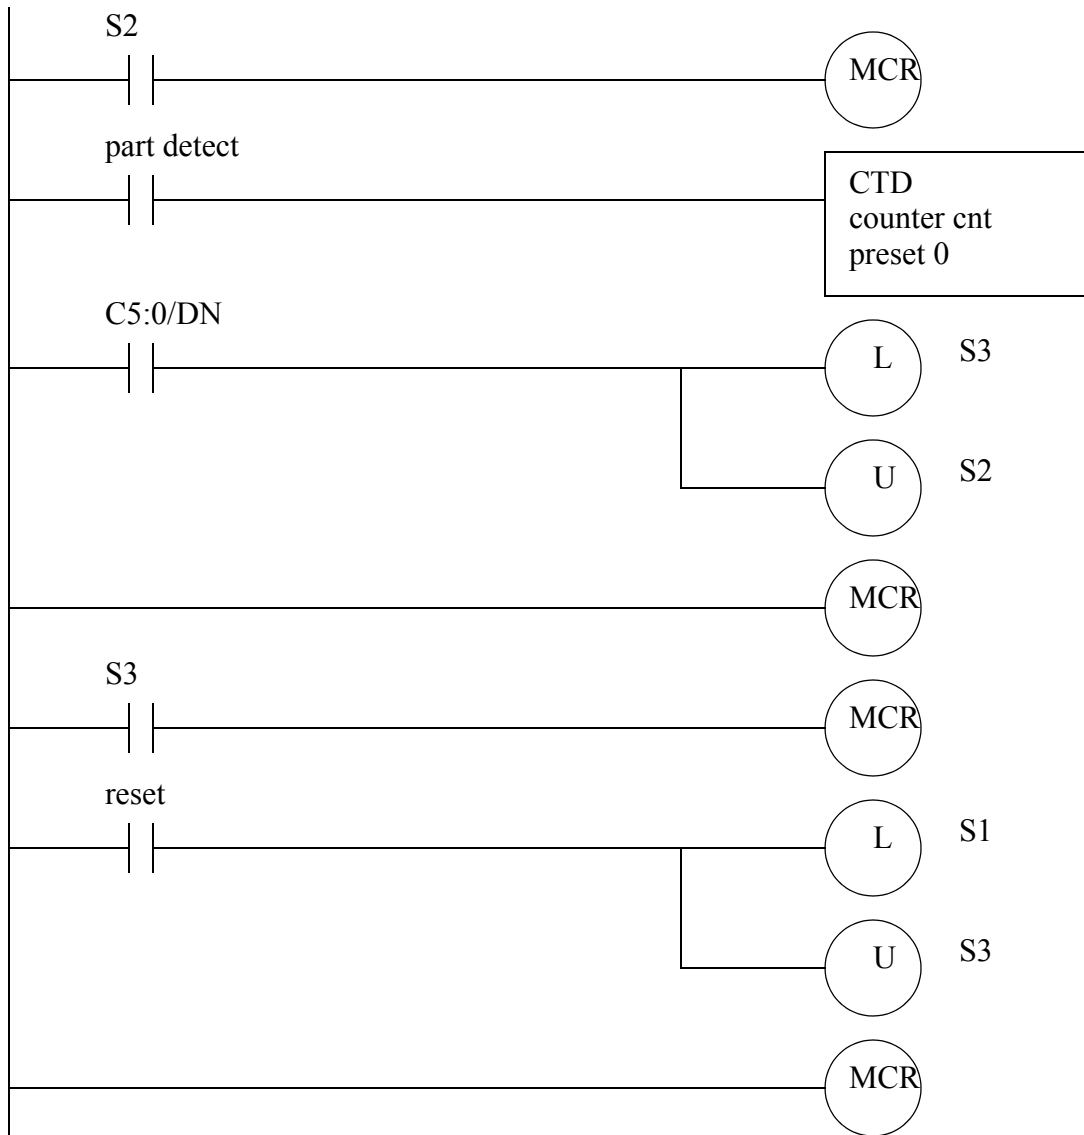 S2
MCR
part detect
CTD
counter cnt
preset 0
C5:0/DN
L S3
U S2
MCR
S3
MCR
reset
L S1
U S3
MCR